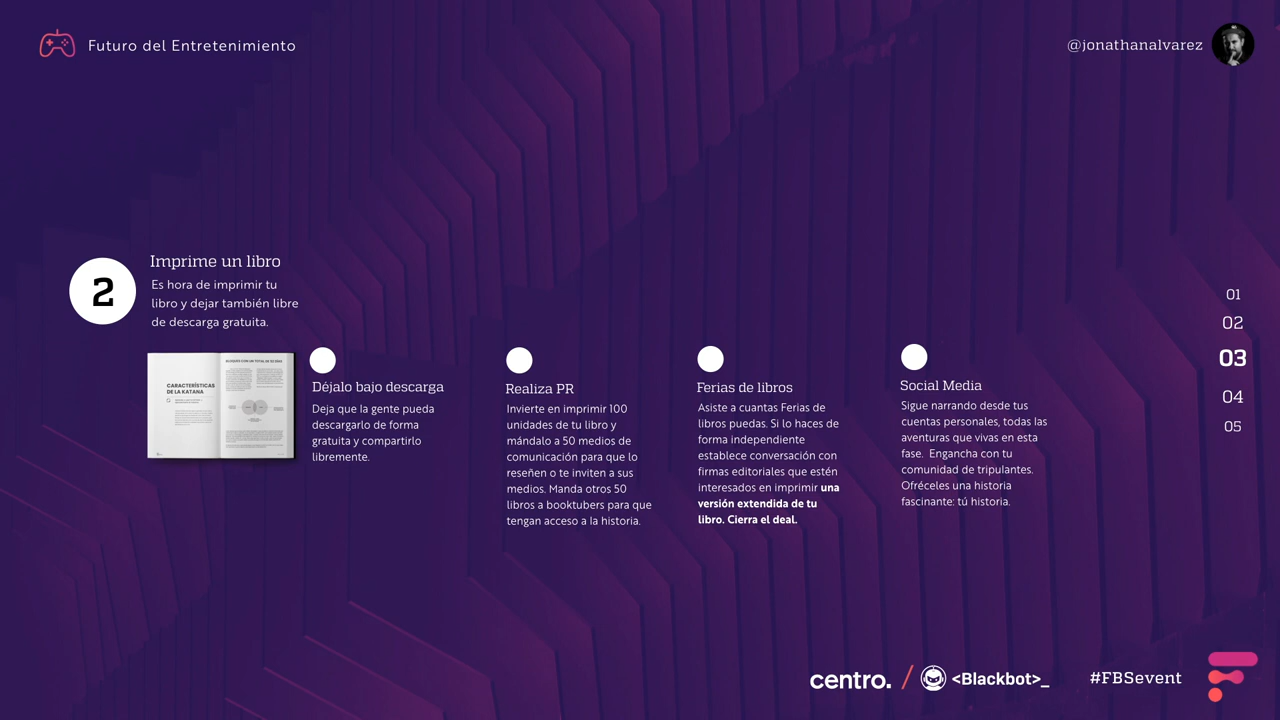 Futuro del Entretenimiento
@jonathanalvarez
2
Imprime un libro
Es hora de imprimir tu
libro y dejar también libre
de descarga gratuita.
CARACTERÍSTICAS
DE LA KATANA
Déjalo bajo descarga
Deja que la gente pueda
descargarlo de forma
gratuita y compartirlo
libremente.
Realiza PR
Invierte en imprimir 100
unidades de tu libro y
mándalo a 50 medios de
comunicación para que lo
reseñen o te inviten a sus
medios. Manda otros 50
libros a booktubers para que
tengan acceso a la historia.
Ferias de libros
Asiste a cuantas Ferias de
libros puedas. Si lo haces de
forma independiente
establece conversación con
firmas editoriales que estén
interesados en imprimir una
versión extendida de tu
libro. Cierra el deal.
Social Media
Sigue narrando desde tus
cuentas personales, todas las
aventuras que vivas en esta
fase. Engancha con tu
comunidad de tripulantes.
Ofréceles una historia
fascinante: tú historia.
01
02
03
04
05
centro. / <Blackbot>_
#FBSevent